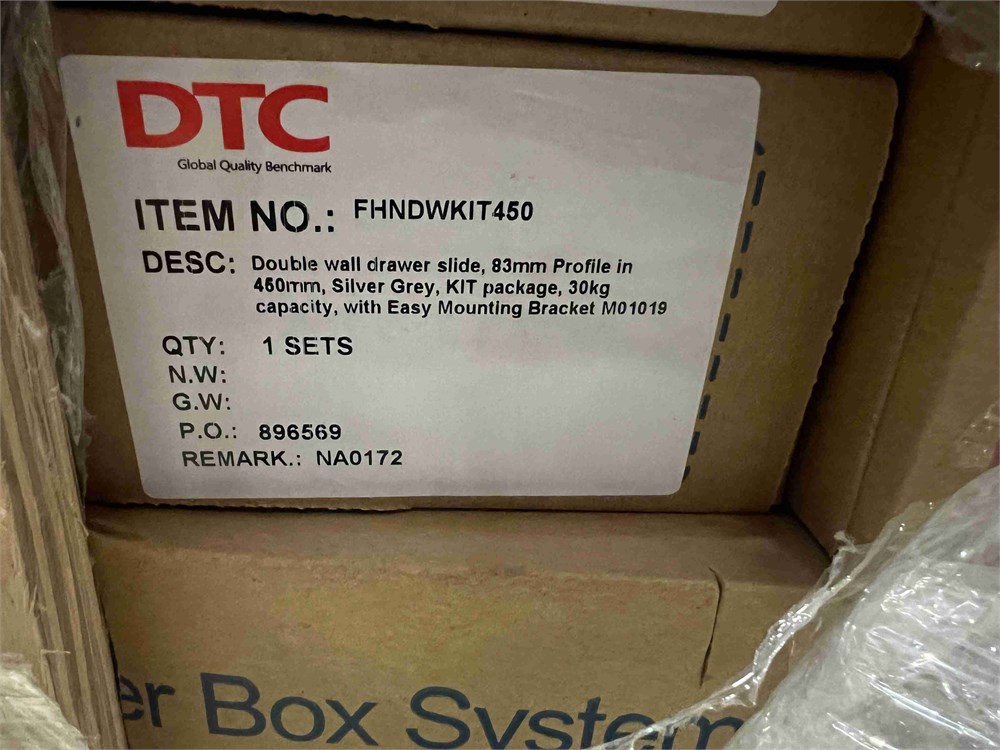 DTC
Global Quality Benchmark
ITEM NO.: FHNDWKIT450
DESC: Double wall drawer slide, 83mm Profile in
450mm, Silver Grey, KIT package, 30kg
capacity, with Easy Mounting Bracket M01019
QTY: 1 SETS
N.W:
G.W:
P.O.: 896569
REMARK.: NA0172
er Box System